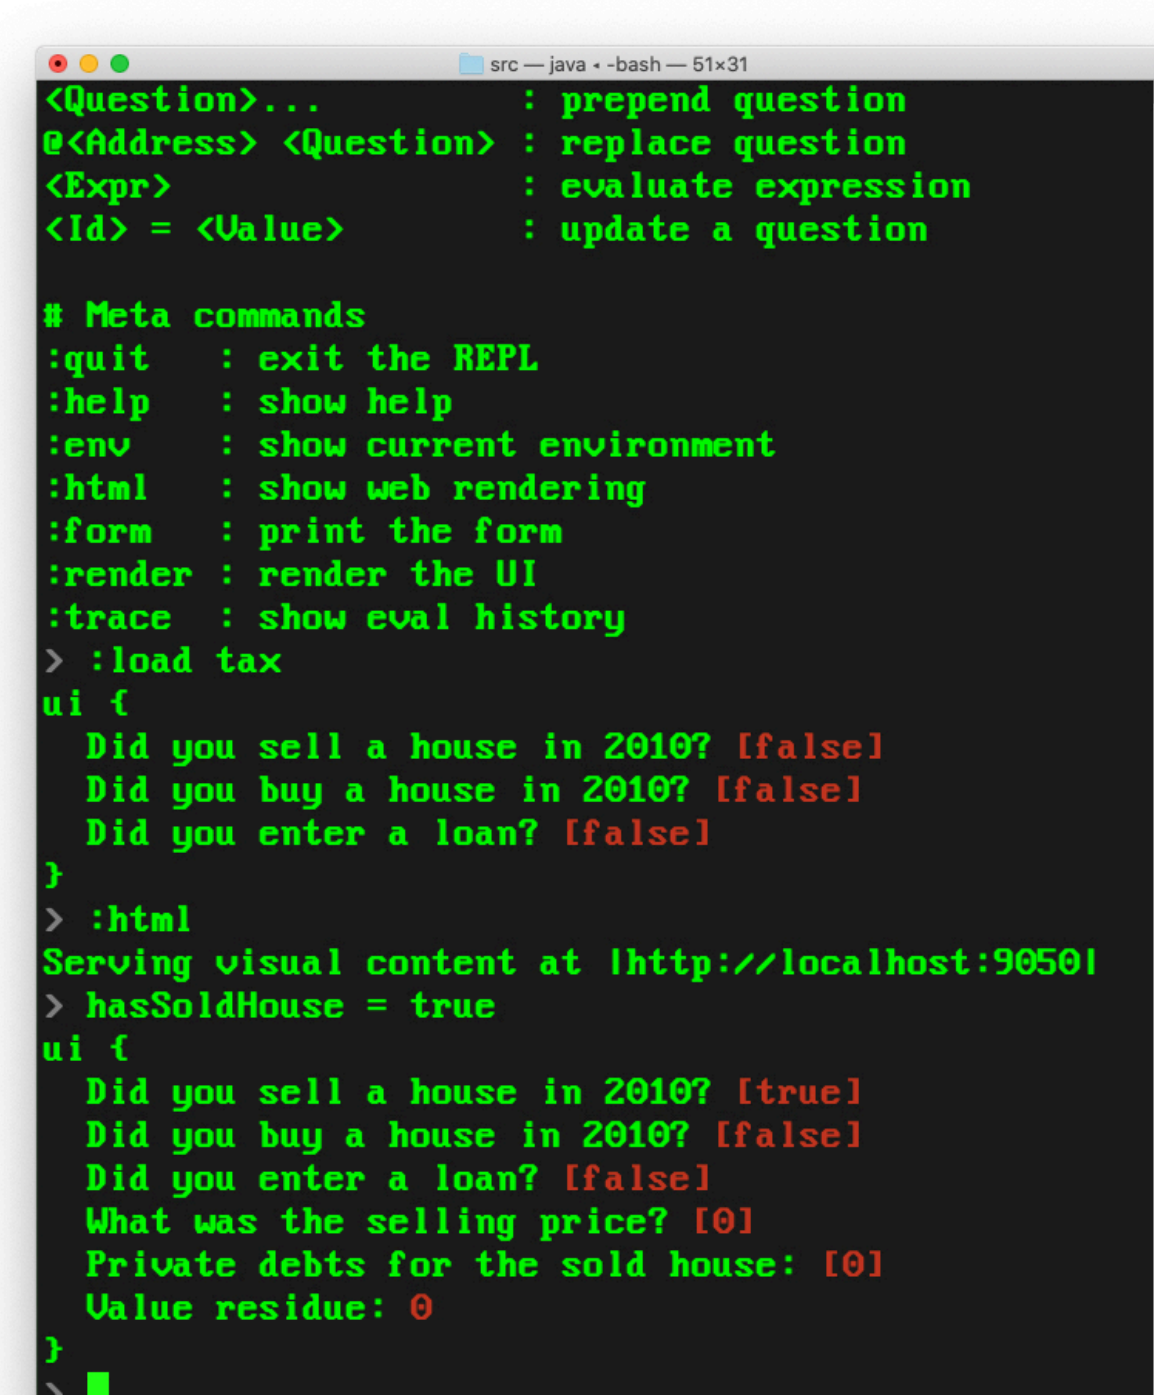 src — java ◂ -bash — 51×31
<Question>...         : prepend question
@<Address> <Question> : replace question
<Expr>                : evaluate expression
<Id> = <Value>        : update a question

# Meta commands
:quit   : exit the REPL
:help   : show help
:env    : show current environment
:html   : show web rendering
:form   : print the form
:render : render the UI
:trace  : show eval history
> :load tax
ui {
  Did you sell a house in 2010? [false]
  Did you buy a house in 2010? [false]
  Did you enter a loan? [false]
}
> :html
Serving visual content at |http://localhost:9050|
> hasSoldHouse = true
ui {
  Did you sell a house in 2010? [true]
  Did you buy a house in 2010? [false]
  Did you enter a loan? [false]
  What was the selling price? [0]
  Private debts for the sold house: [0]
  Value residue: 0
}
>